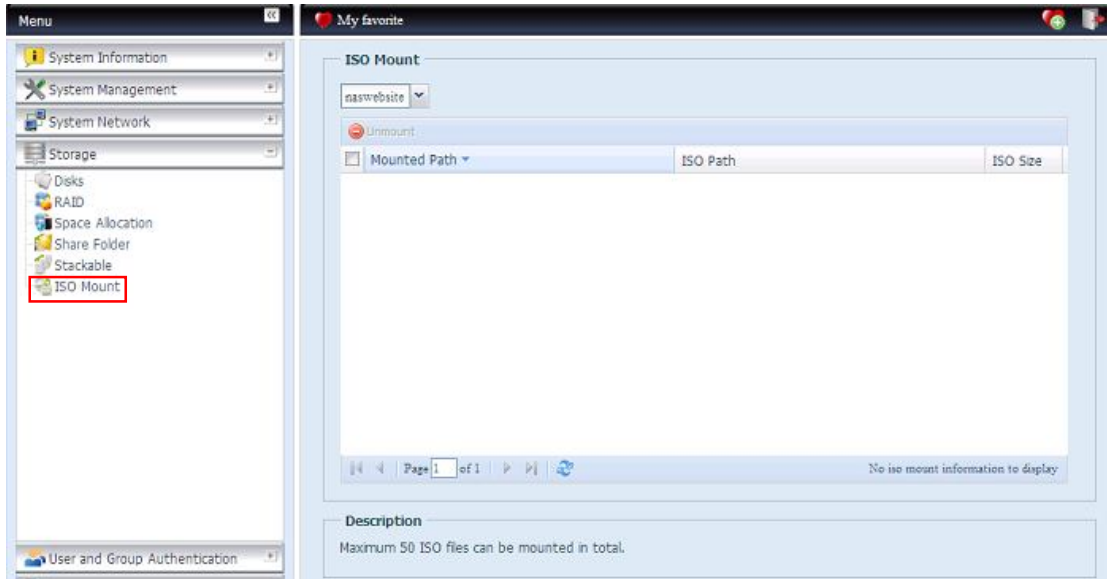 Menu
My favorite
System Information
System Management
System Network
Storage
Disks
RAID
Space Allocation
Share Folder
Stackable
ISO Mount
User and Group Authentication
ISO Mount
naswebsite
Unmount
Mounted Path ISO Path ISO Size
Page 1 of 1 No iso mount information to display
Description
Maximum 50 ISO files can be mounted in total.